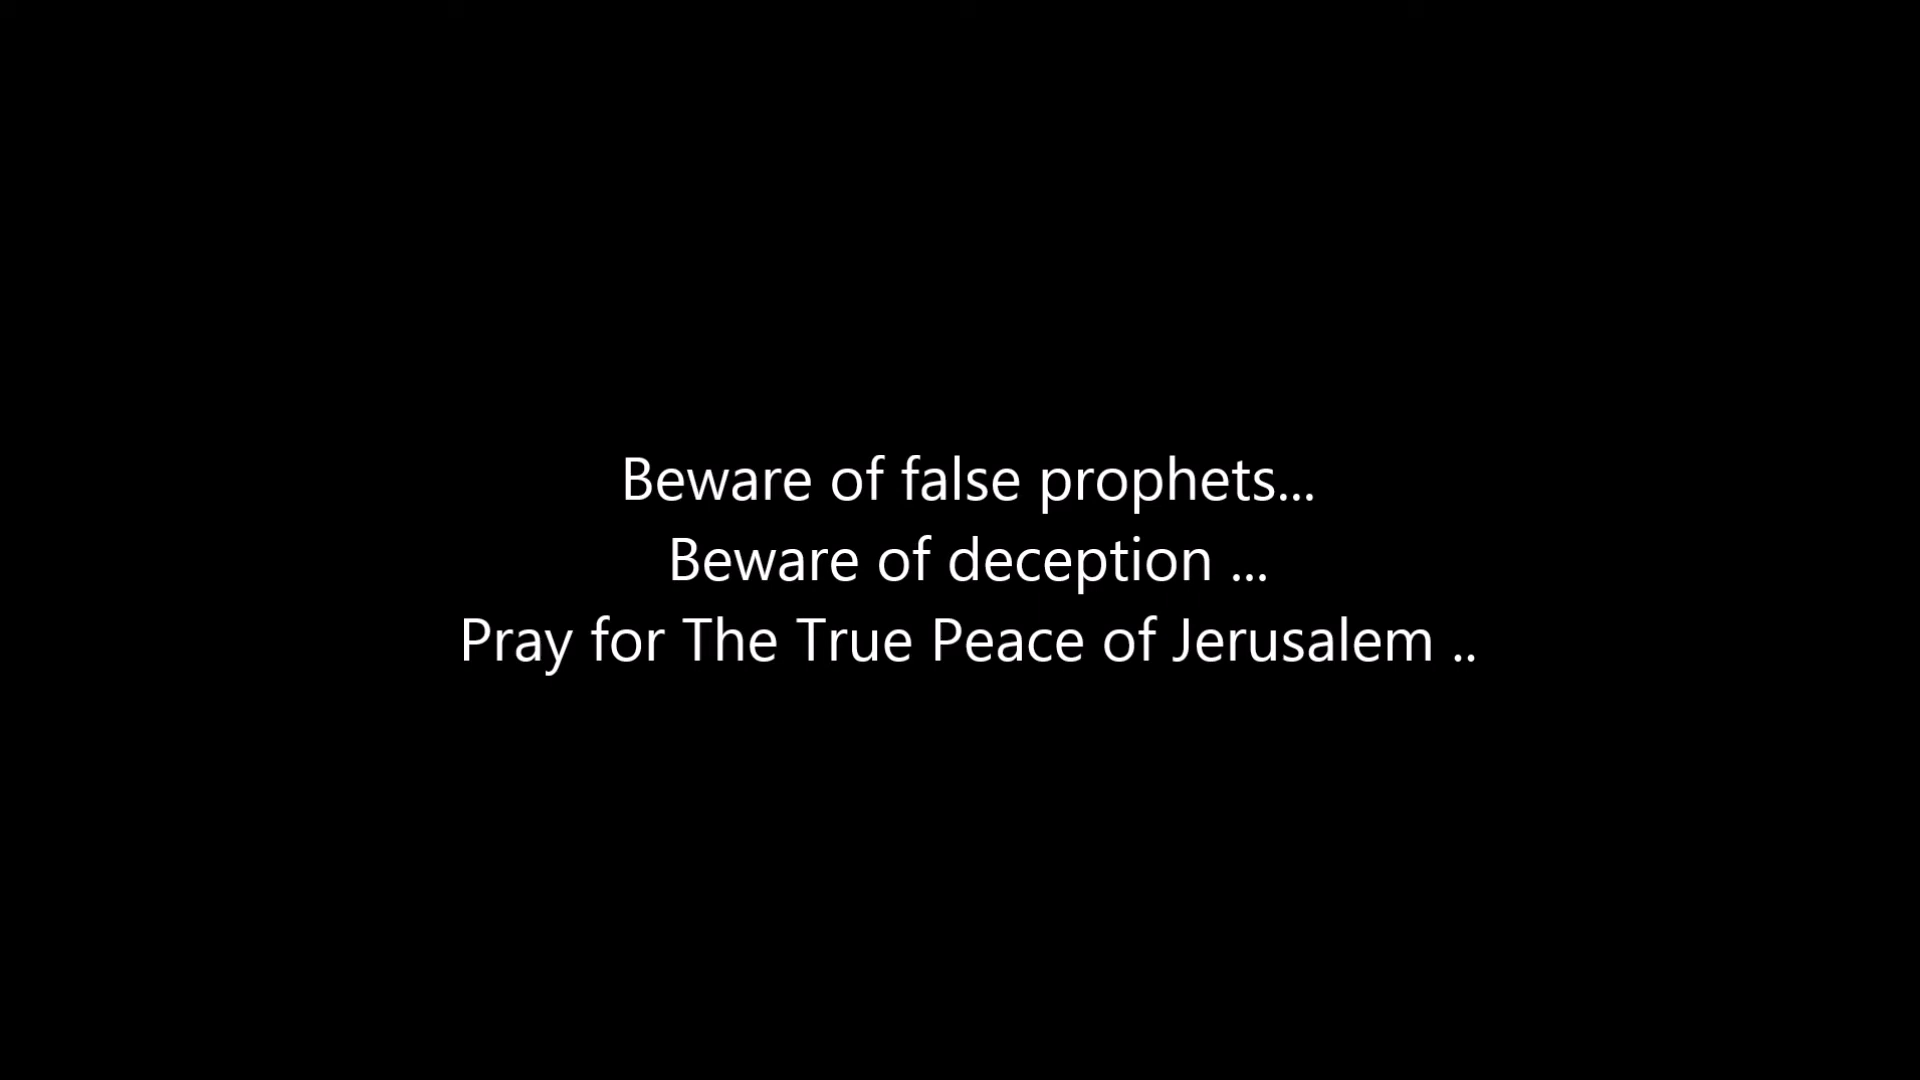 Beware of false prophets...
Beware of deception ...
Pray for The True Peace of Jerusalem ..